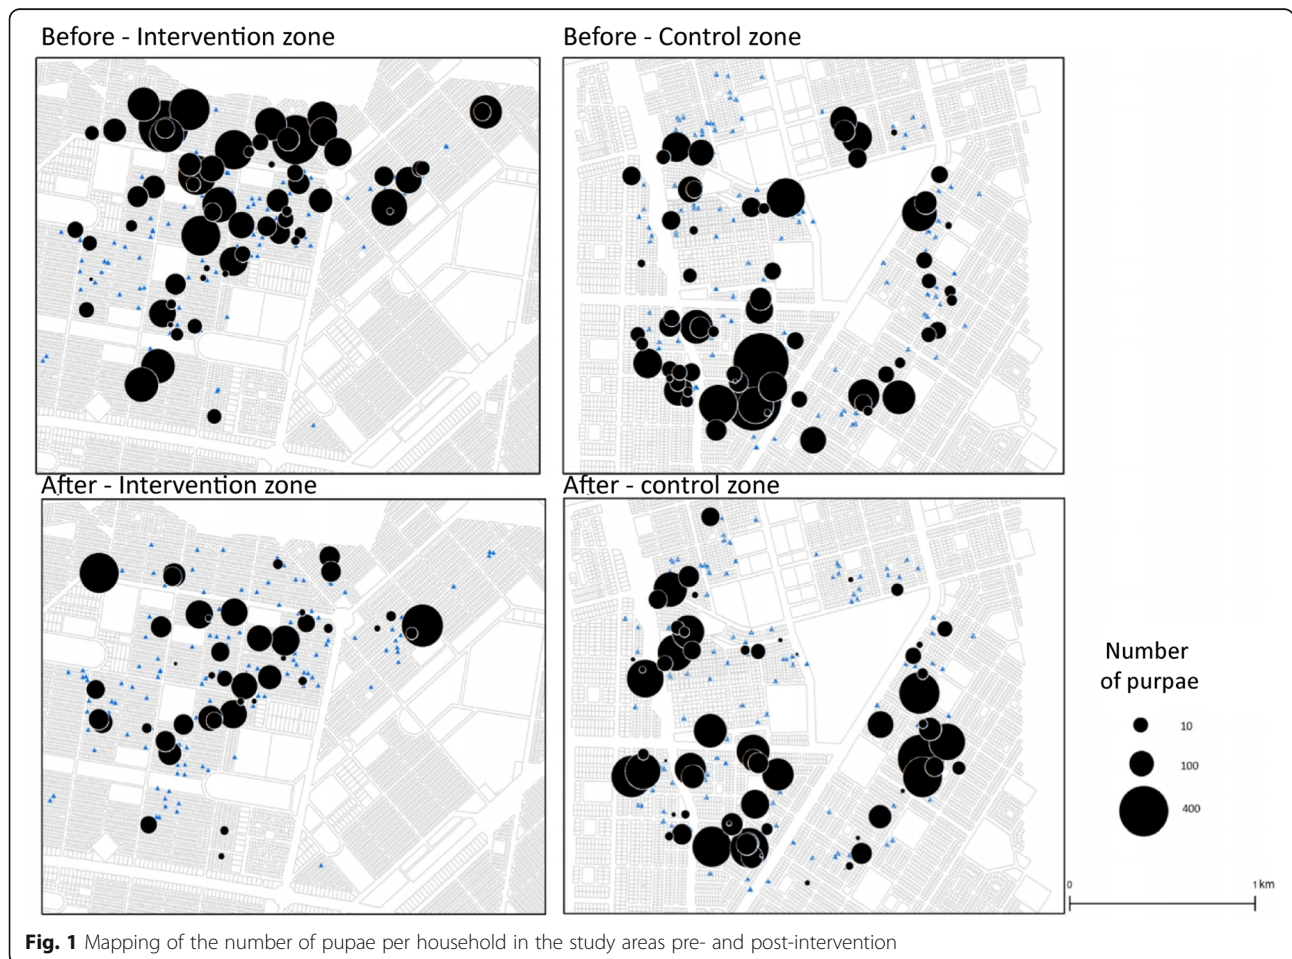 Before - Intervention zone
Before - Control zone
After - Intervention zone
After - control zone
Number
of purpae
10
100
400
0 1 km
Fig. 1 Mapping of the number of pupae per household in the study areas pre- and post-intervention